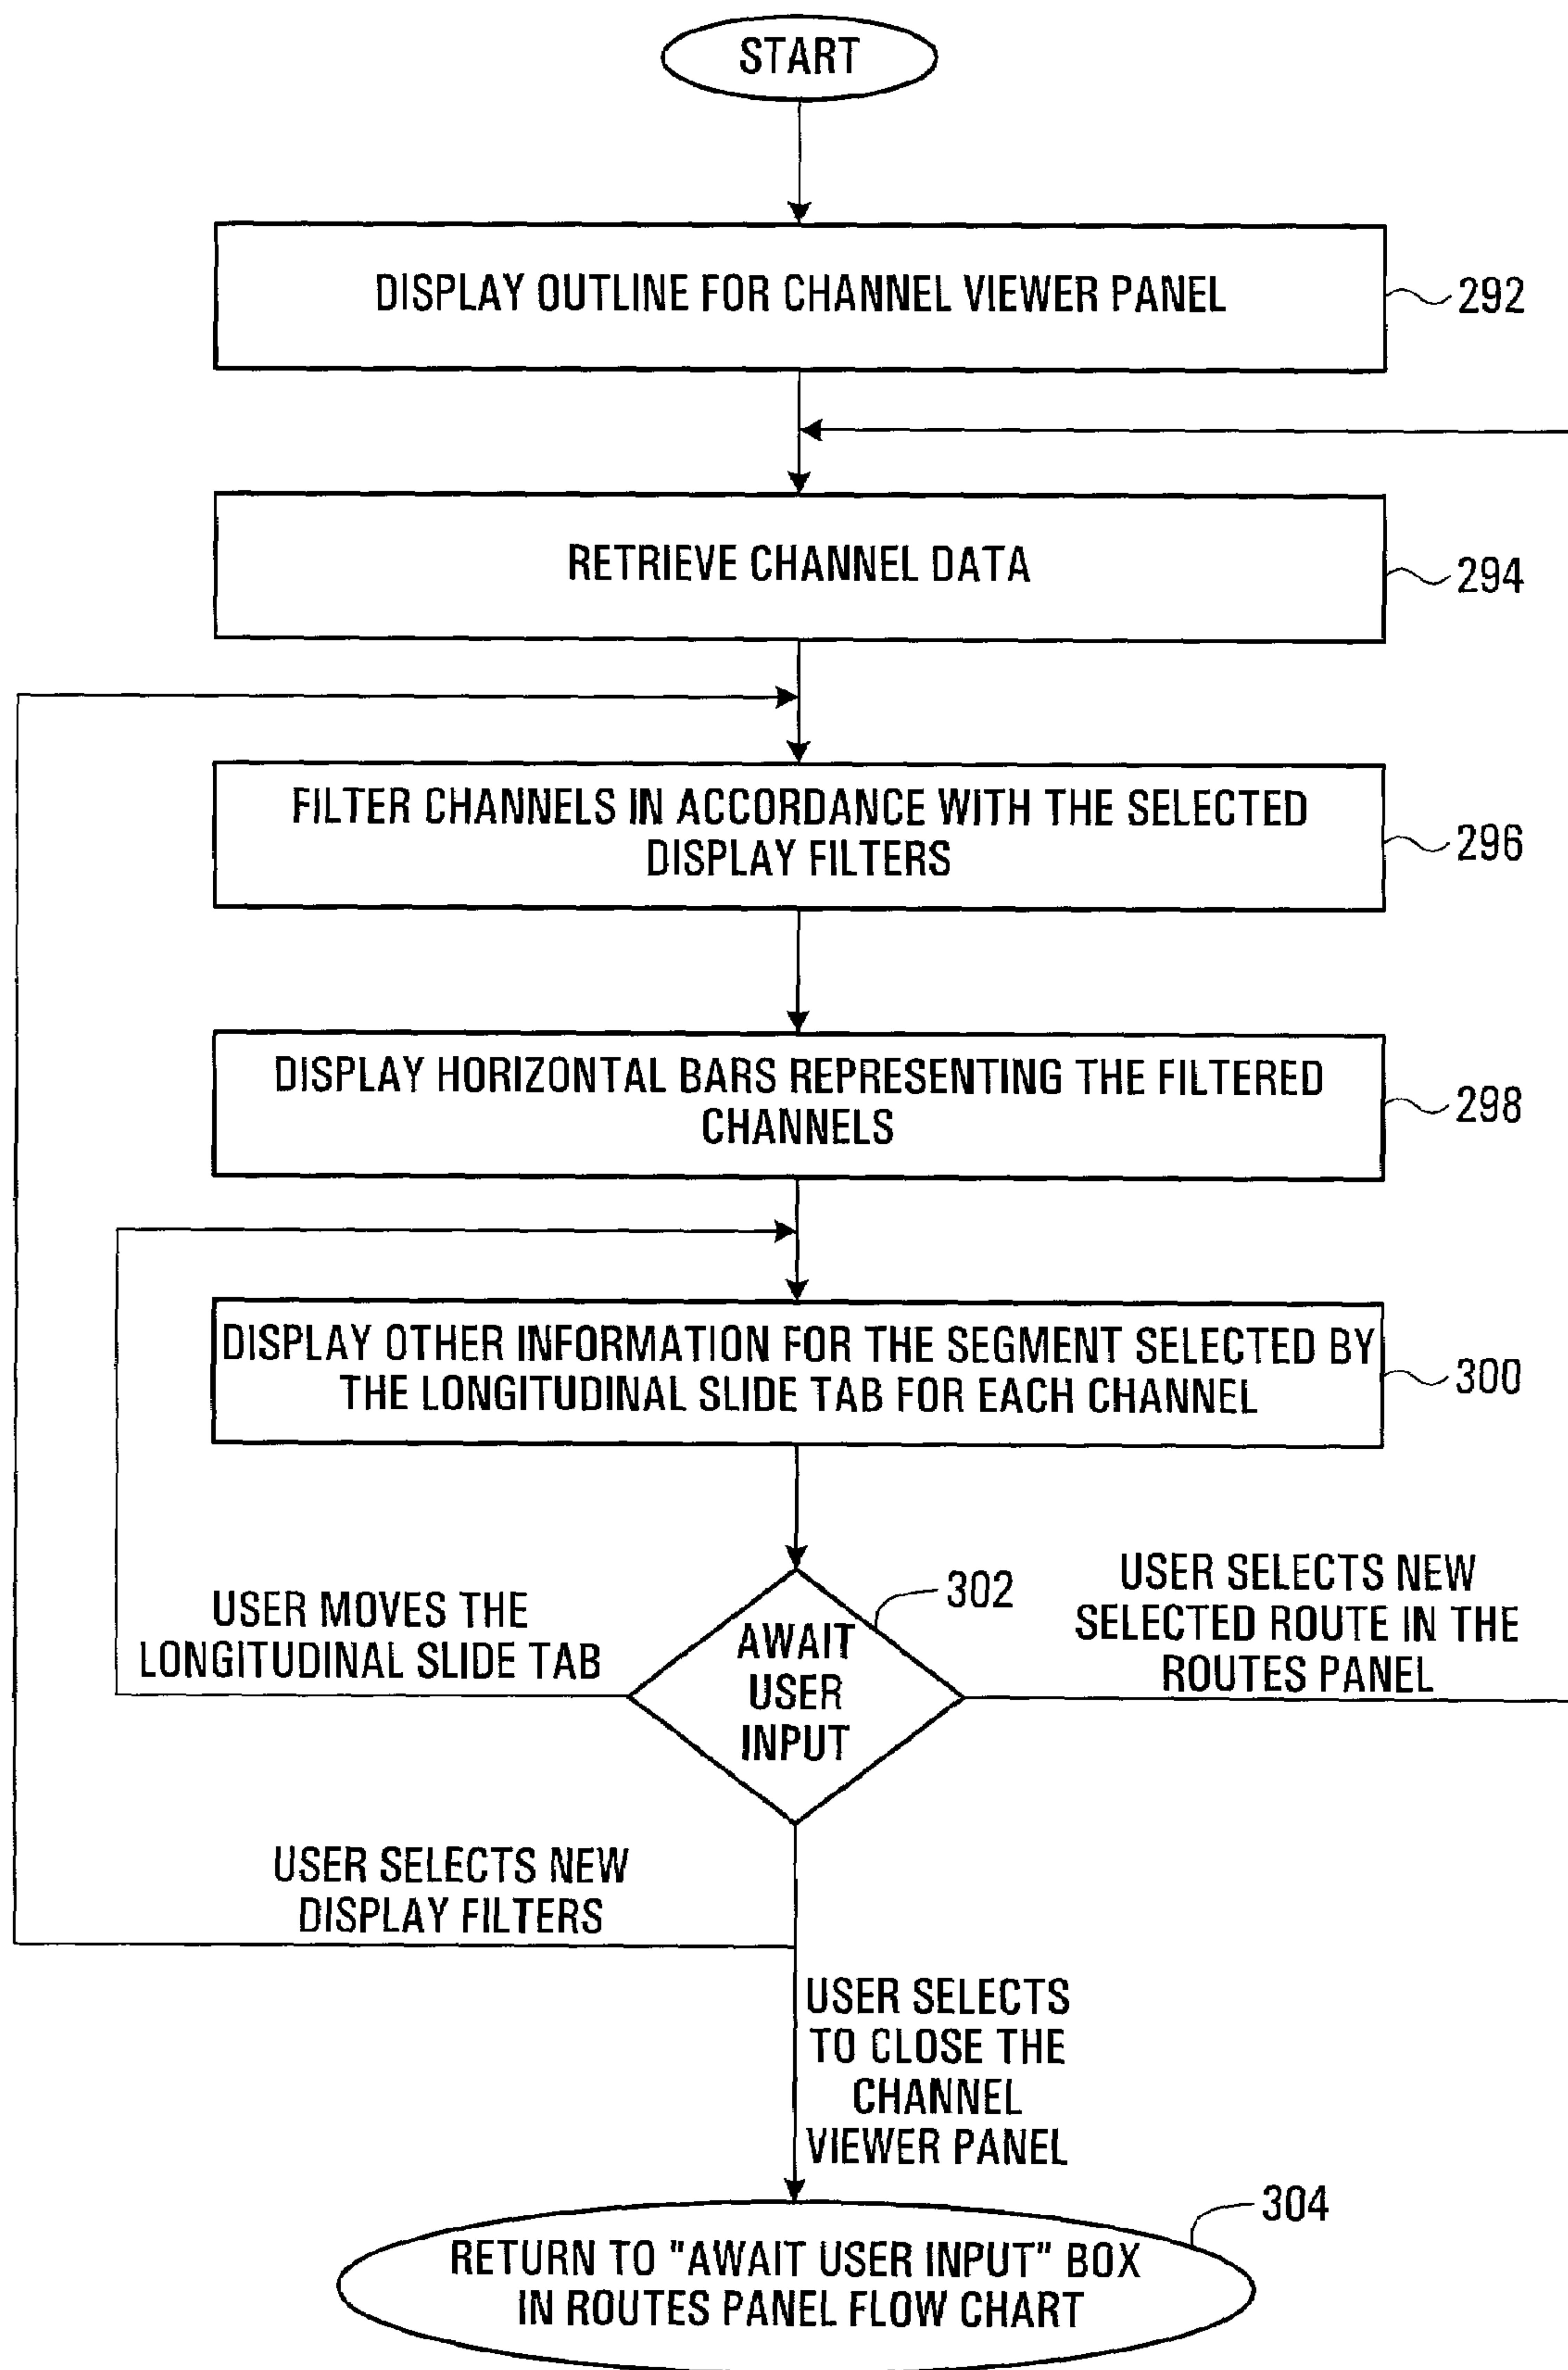 START
DISPLAY OUTLINE FOR CHANNEL VIEWER PANEL
292
RETRIEVE CHANNEL DATA
294
FILTER CHANNELS IN ACCORDANCE WITH THE SELECTED
DISPLAY FILTERS
296
DISPLAY HORIZONTAL BARS REPRESENTING THE FILTERED
CHANNELS
298
DISPLAY OTHER INFORMATION FOR THE SEGMENT SELECTED BY
THE LONGITUDINAL SLIDE TAB FOR EACH CHANNEL
300
USER MOVES THE
LONGITUDINAL SLIDE TAB
AWAIT
USER
INPUT
302
USER SELECTS NEW
SELECTED ROUTE IN THE
ROUTES PANEL
USER SELECTS NEW
DISPLAY FILTERS
USER SELECTS
TO CLOSE THE
CHANNEL
VIEWER PANEL
304
RETURN TO "AWAIT USER INPUT" BOX
IN ROUTES PANEL FLOW CHART